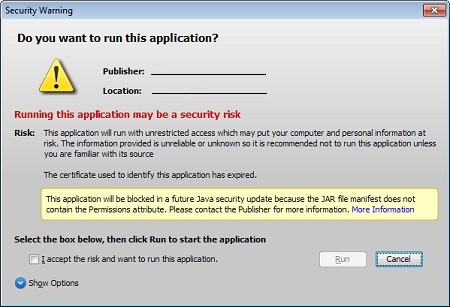 Security Warning
Do you want to run this application?
Publisher:
Location:
Running this application may be a security risk
Risk: This application will run with unrestricted access which may put your computer and personal information at
risk. The information provided is unreliable or unknown so it is recommended not to run this application unless
you are familiar with its source
The certificate used to identify this application has expired.
This application will be blocked in a future Java security update because the JAR file manifest does not
contain the Permissions attribute. Please contact the Publisher for more information. More Information
Select the box below, then click Run to start the application
I accept the risk and want to run this application.
Run Cancel
Show Options